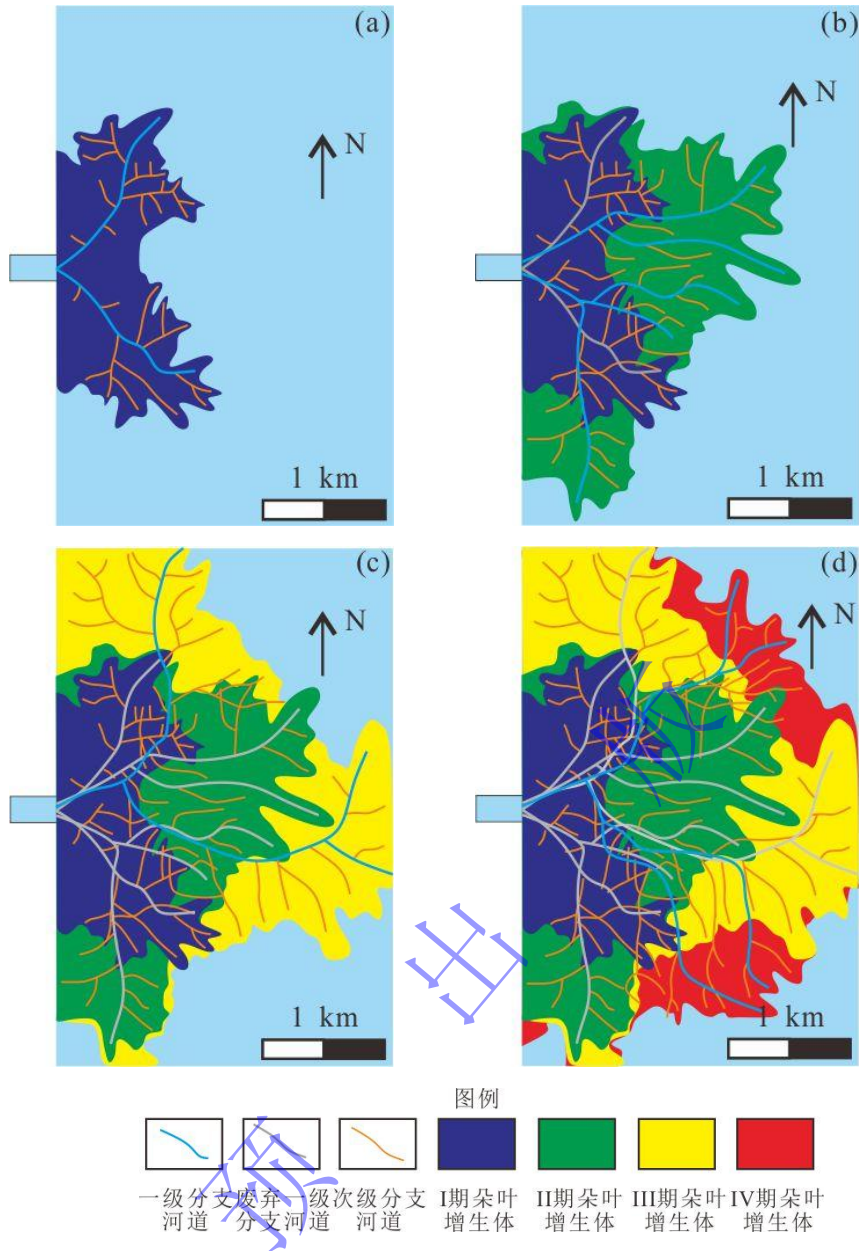 (a)
N
1 km
(b)
N
1 km
(c)
N
1 km
(d)
N
1 km
图例
一级分支
河道
废弃一级
分支河道
次级分支
河道
I期朵叶
增生体
II期朵叶
增生体
III期朵叶
增生体
IV期朵叶
增生体
预
出